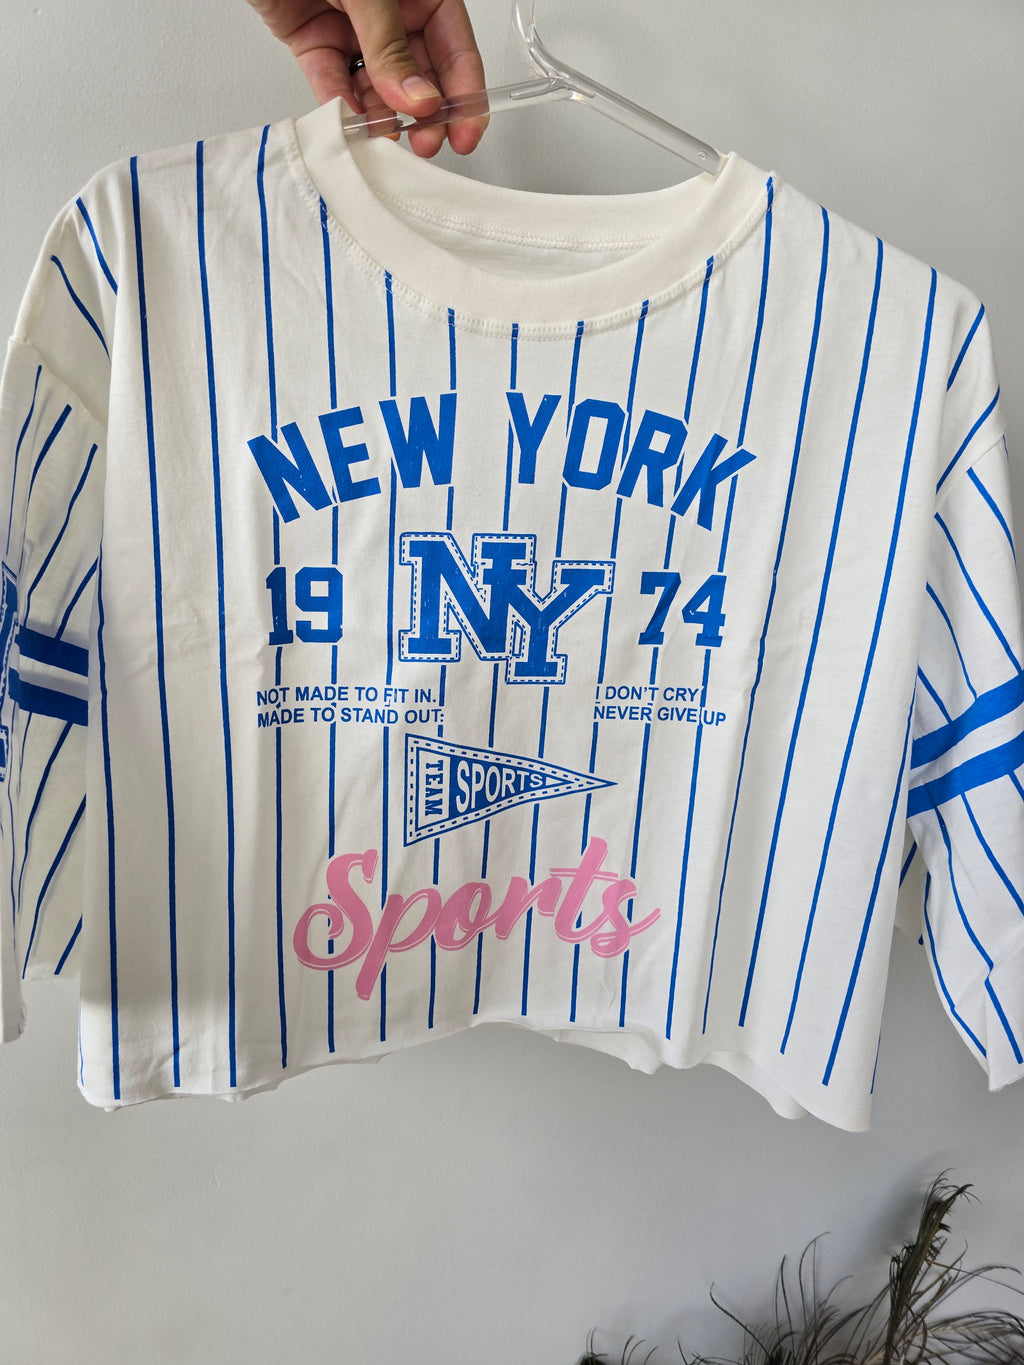 NEW YORK
19 NY 74
NOT MADE TO FIT IN.
MADE TO STAND OUT.
I DON'T CRY
NEVER GIVE UP
TEAM SPORTS
Sports